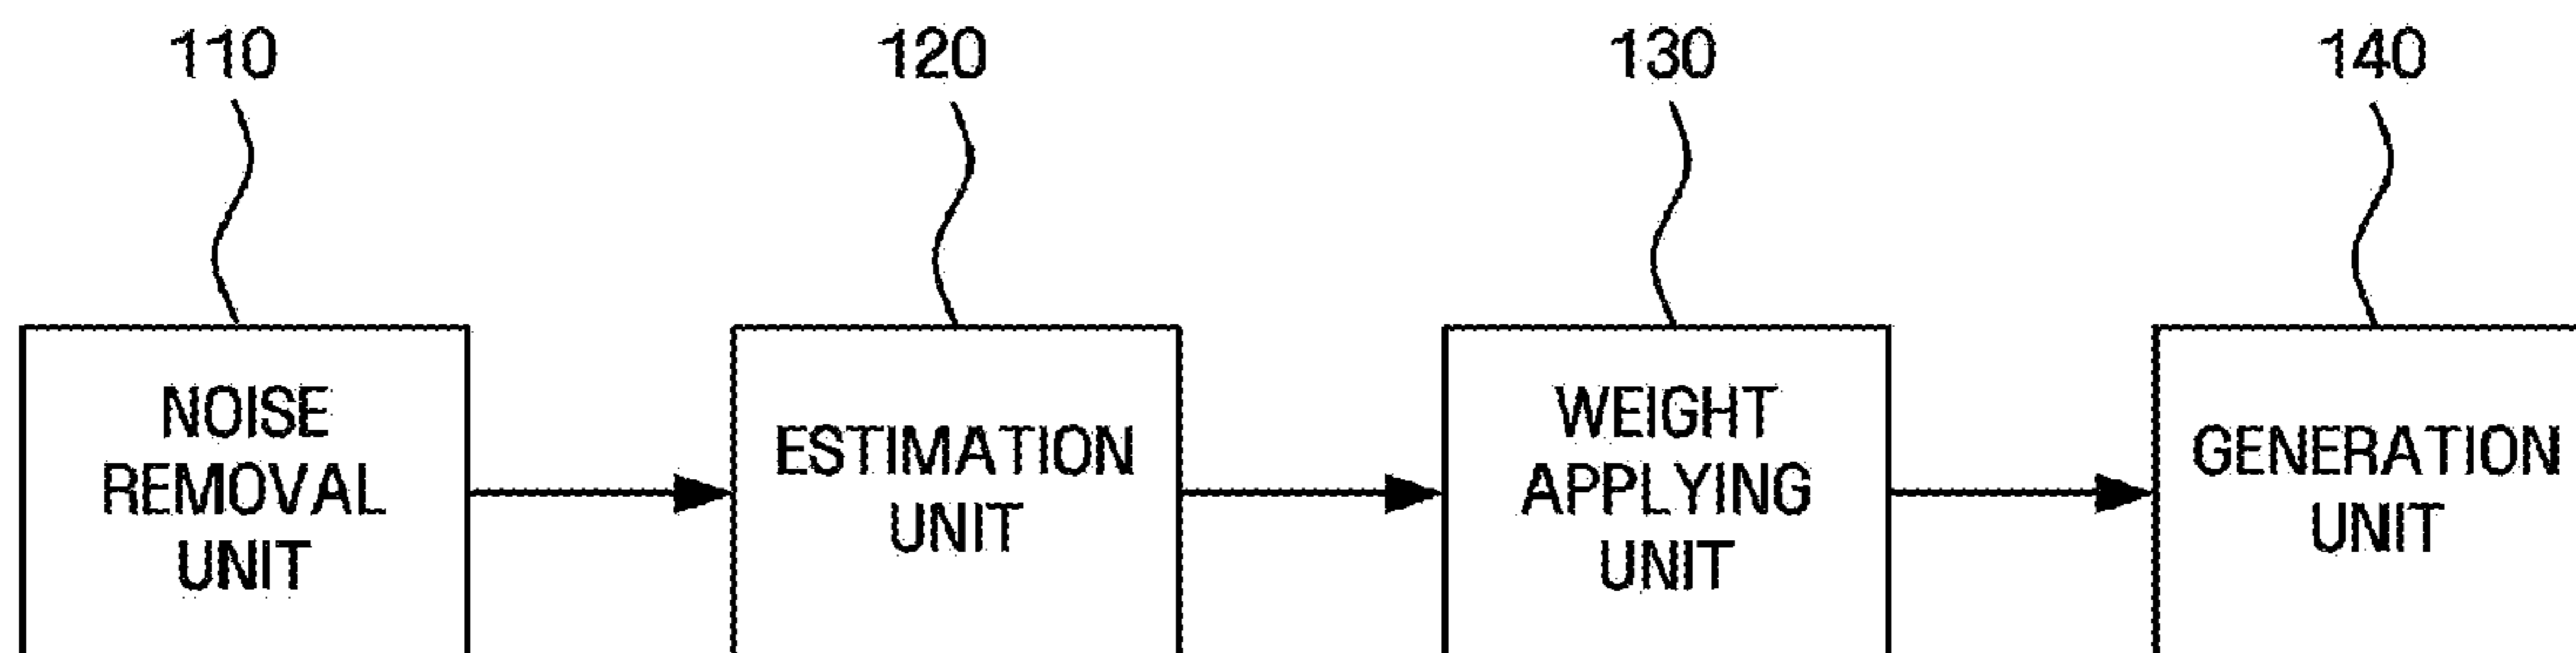 110
120
130
140
NOISE
REMOVAL
UNIT
ESTIMATION
UNIT
WEIGHT
APPLYING
UNIT
GENERATION
UNIT